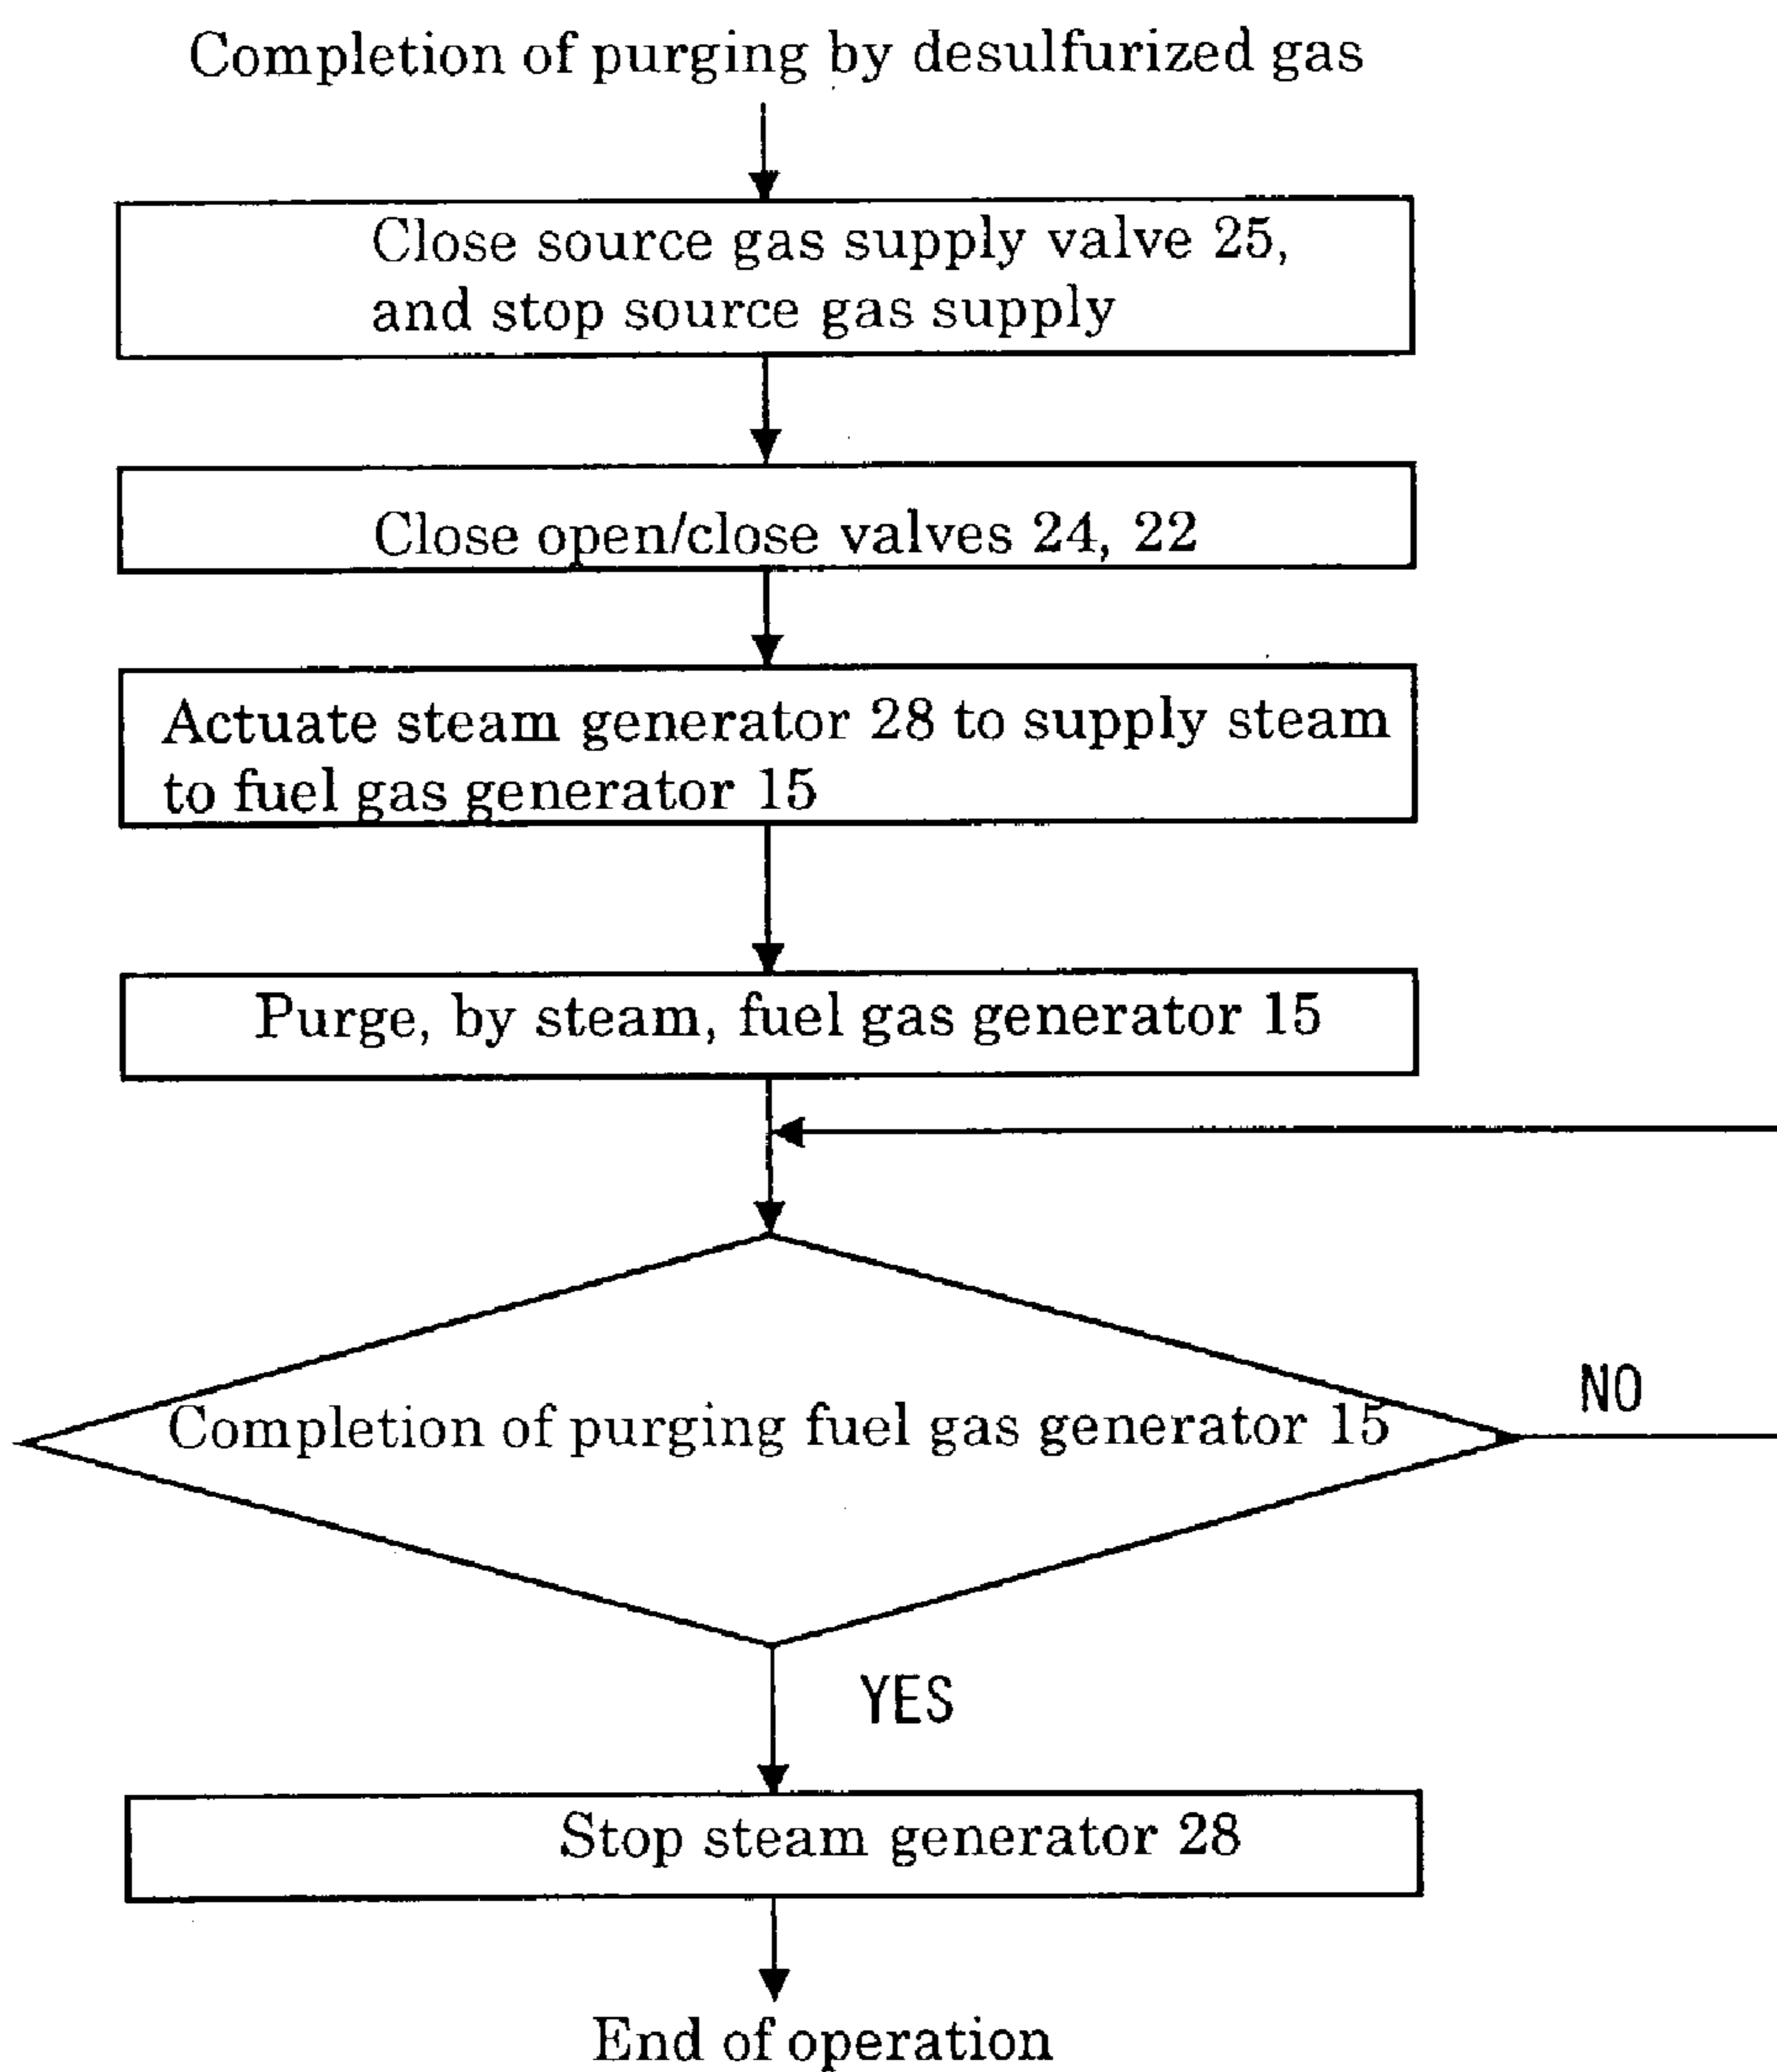 Completion of purging by desulfurized gas
Close source gas supply valve 25,
and stop source gas supply
Close open/close valves 24, 22
Actuate steam generator 28 to supply steam
to fuel gas generator 15
Purge, by steam, fuel gas generator 15
NO
Completion of purging fuel gas generator 15
YES
Stop steam generator 28
End of operation